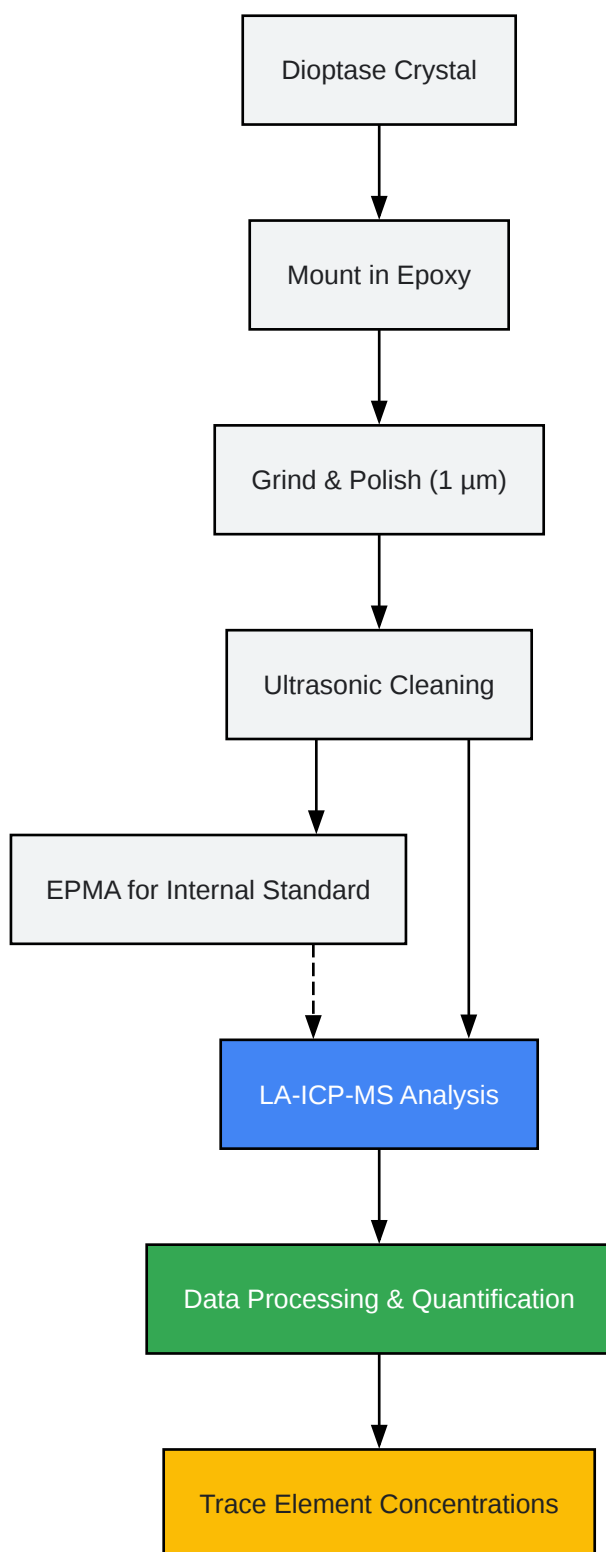 Dioptase Crystal
Mount in Epoxy
Grind & Polish (1 µm)
Ultrasonic Cleaning
EPMA for Internal Standard
LA-ICP-MS Analysis
Data Processing & Quantification
Trace Element Concentrations